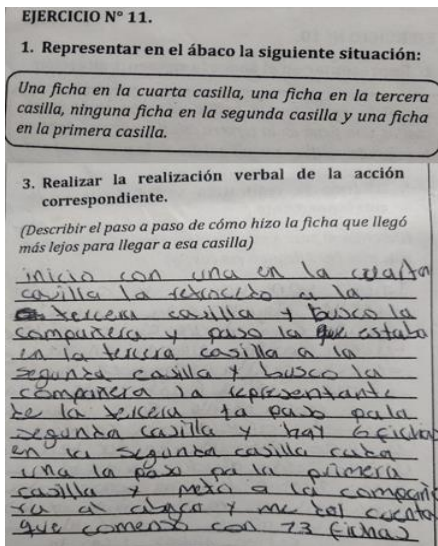 EJERCICIO N° 11.
1. Representar en el ábaco la siguiente situación:
Una ficha en la cuarta casilla, una ficha en la tercera
casilla, ninguna ficha en la segunda casilla y una ficha
en la primera casilla.
3. Realizar la realización verbal de la acción
correspondiente.
(Describir el paso a paso de cómo hizo la ficha que llegó
más lejos para llegar a esa casilla)
inicio con una en la cuarta
casilla la retrocedo a la
tercera casilla y busco la
compañera y paso la que estaba
en la tercera casilla a la
segunda casilla y busco la
compañera la representante
de la tercera la paso pala
segunda casilla y hay 6 fichas
en la segunda casilla cada
una la paso pa la primera
casilla y meto a la compañe
ra al abaco y me doy cuenta
que comenzo con 23 fichas